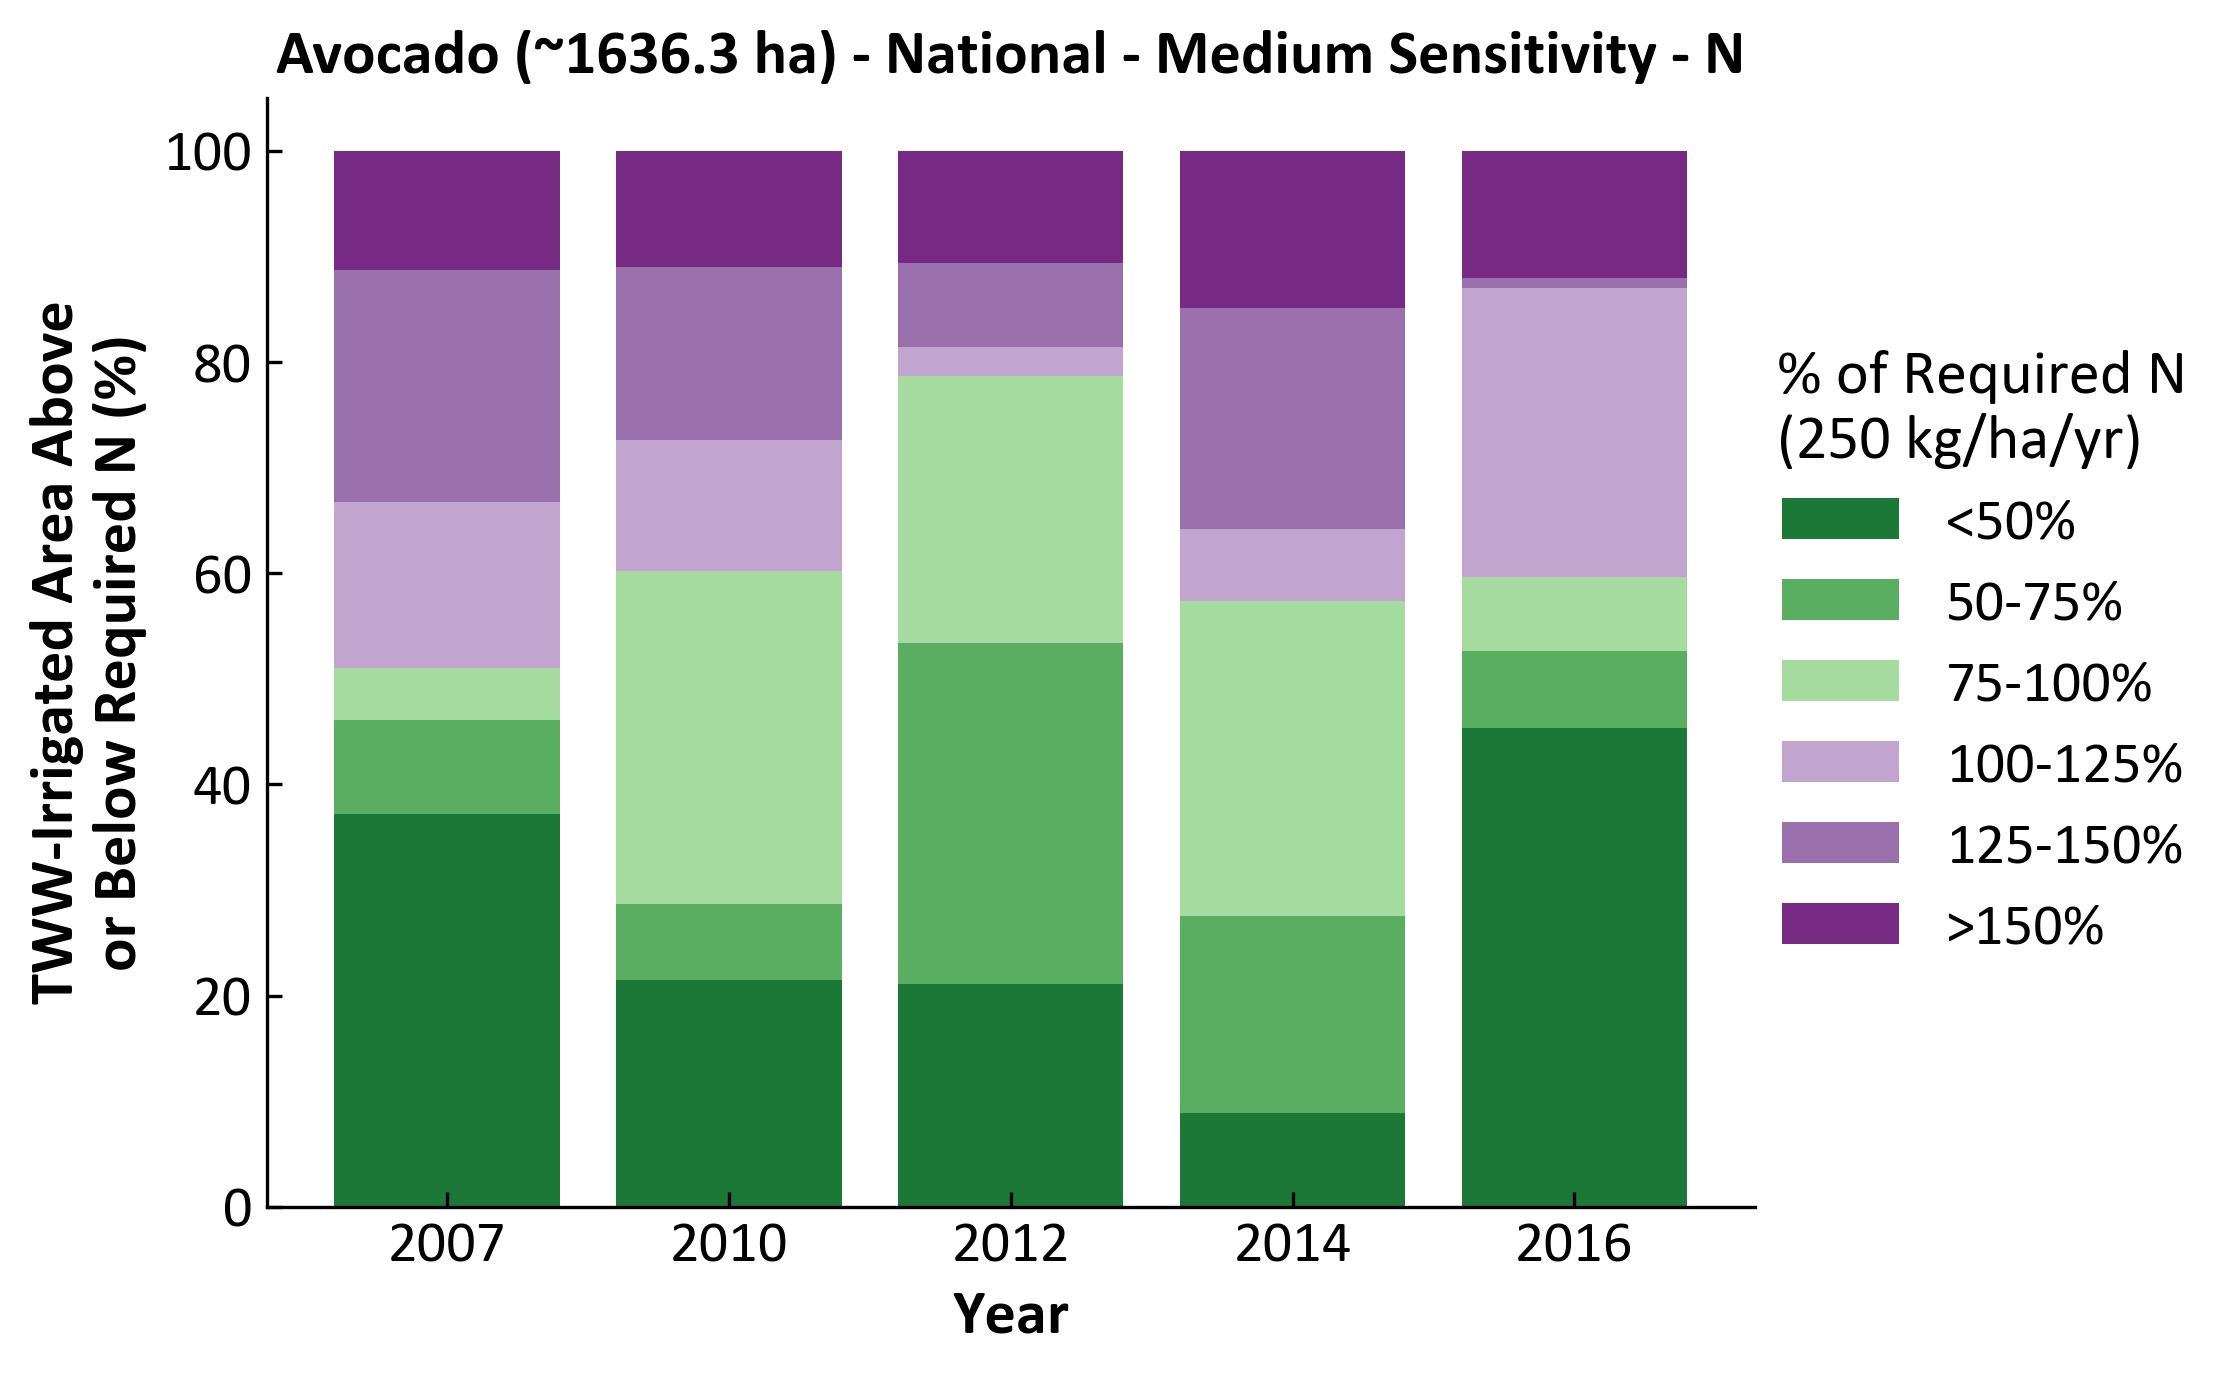 Avocado (~1636.3 ha) - National - Medium Sensitivity - N
TWW-Irrigated Area Above
or Below Required N (%)
100
80
60
40
20
0
2007
2010
2012
2014
2016
Year
% of Required N
(250 kg/ha/yr)
<50%
50-75%
75-100%
100-125%
125-150%
>150%